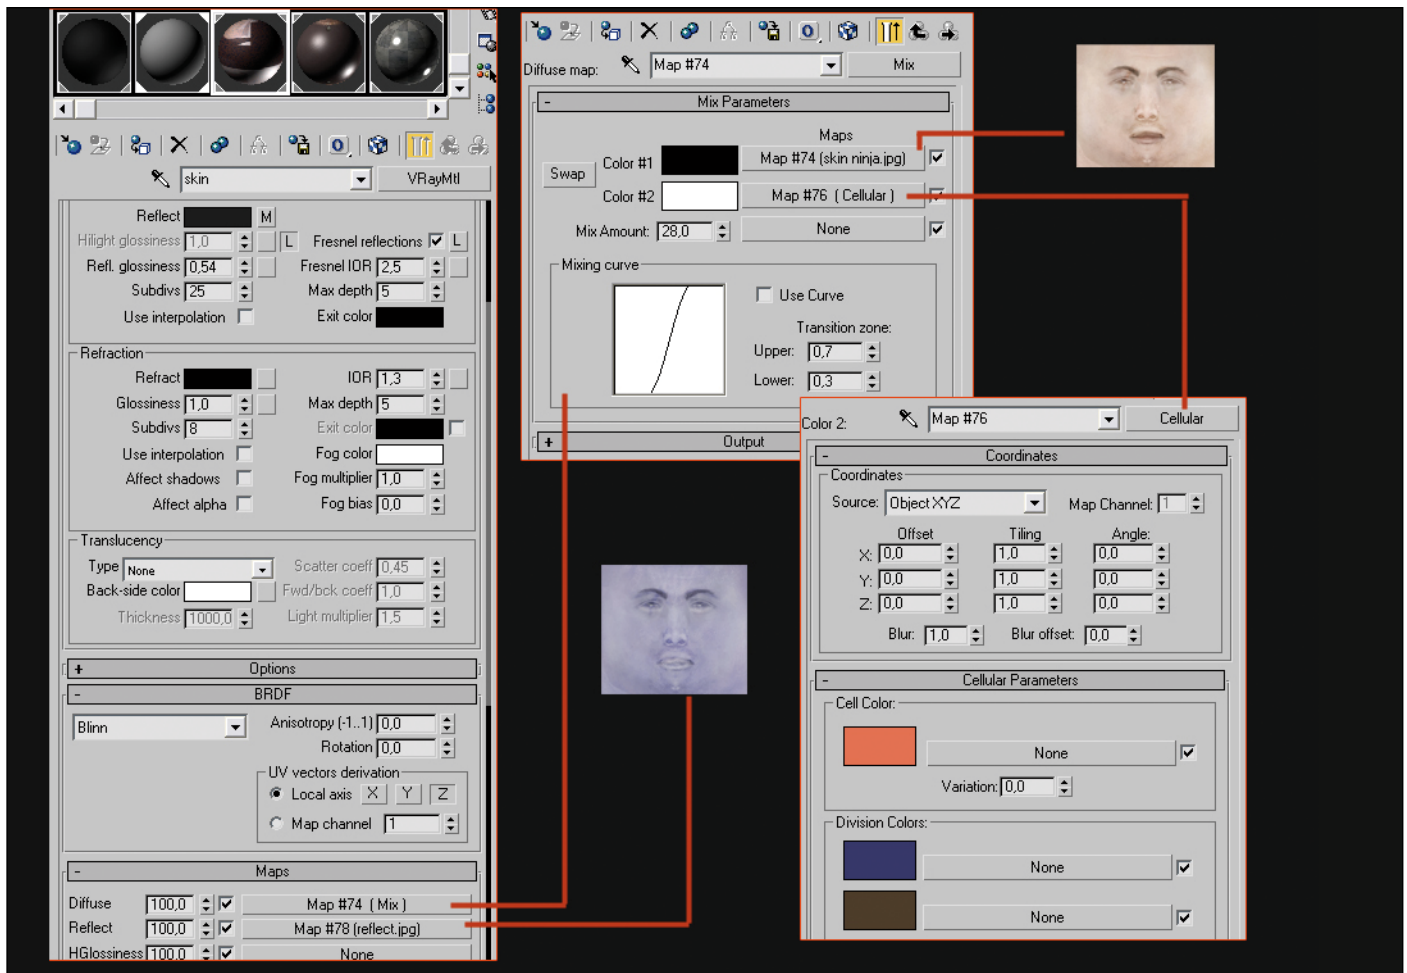 skin
VRayMtl
Reflect
M
Hilight glossiness 1,0
L
Fresnel reflections
L
Refl. glossiness 0,54
Fresnel IOR 2,5
Subdivs 25
Max depth 5
Use interpolation
Exit color
Refraction
Refract
IOR 1,3
Glossiness 1,0
Max depth 5
Subdivs 8
Exit color
Use interpolation
Fog color
Affect shadows
Fog multiplier 1,0
Affect alpha
Fog bias 0,0
Translucency
Type None
Scatter coeff 0,45
Back-side color
Fwd/bck coeff 1,0
Thickness 1000,0
Light multiplier 1,5
+ Options
- BRDF
Blinn
Anisotropy (-1..1) 0,0
Rotation 0,0
UV vectors derivation
Local axis X Y Z
Map channel 1
- Maps
Diffuse 100,0 Map #74 ( Mix )
Reflect 100,0 Map #78 (reflect.jpg)
HGlossiness 100,0 None
Diffuse map: Map #74 Mix
- Mix Parameters
Maps
Swap
Color #1 Map #74 (skin ninja.jpg)
Color #2 Map #76 ( Cellular )
Mix Amount: 28,0 None
Mixing curve
Use Curve
Transition zone:
Upper: 0,7
Lower: 0,3
+ Output
Color 2: Map #76 Cellular
- Coordinates
Coordinates
Source: Object XYZ Map Channel: 1
Offset Tiling Angle:
X: 0,0 1,0 0,0
Y: 0,0 1,0 0,0
Z: 0,0 1,0 0,0
Blur: 1,0 Blur offset: 0,0
- Cellular Parameters
Cell Color:
None
Variation: 0,0
Division Colors:
None
None